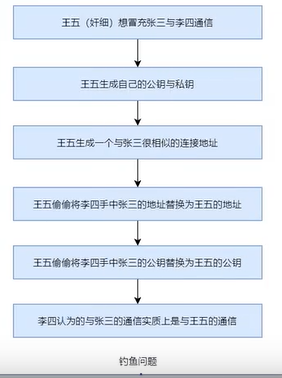 王五（奸细）想冒充张三与李四通信
王五生成自己的公钥与私钥
王五生成一个与张三很相似的连接地址
王五偷偷将李四手中张三的地址替换为王五的地址
王五偷偷将李四手中张三的公钥替换为王五的公钥
李四认为的与张三的通信实质上是与王五的通信
钓鱼问题